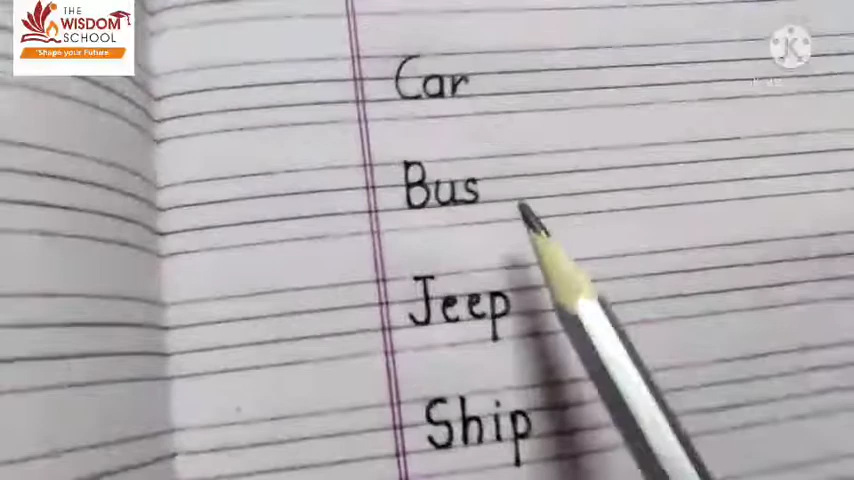 THE
WISDOM
SCHOOL
"Shape your Future"
K
Car
Bus
Jeep
Ship